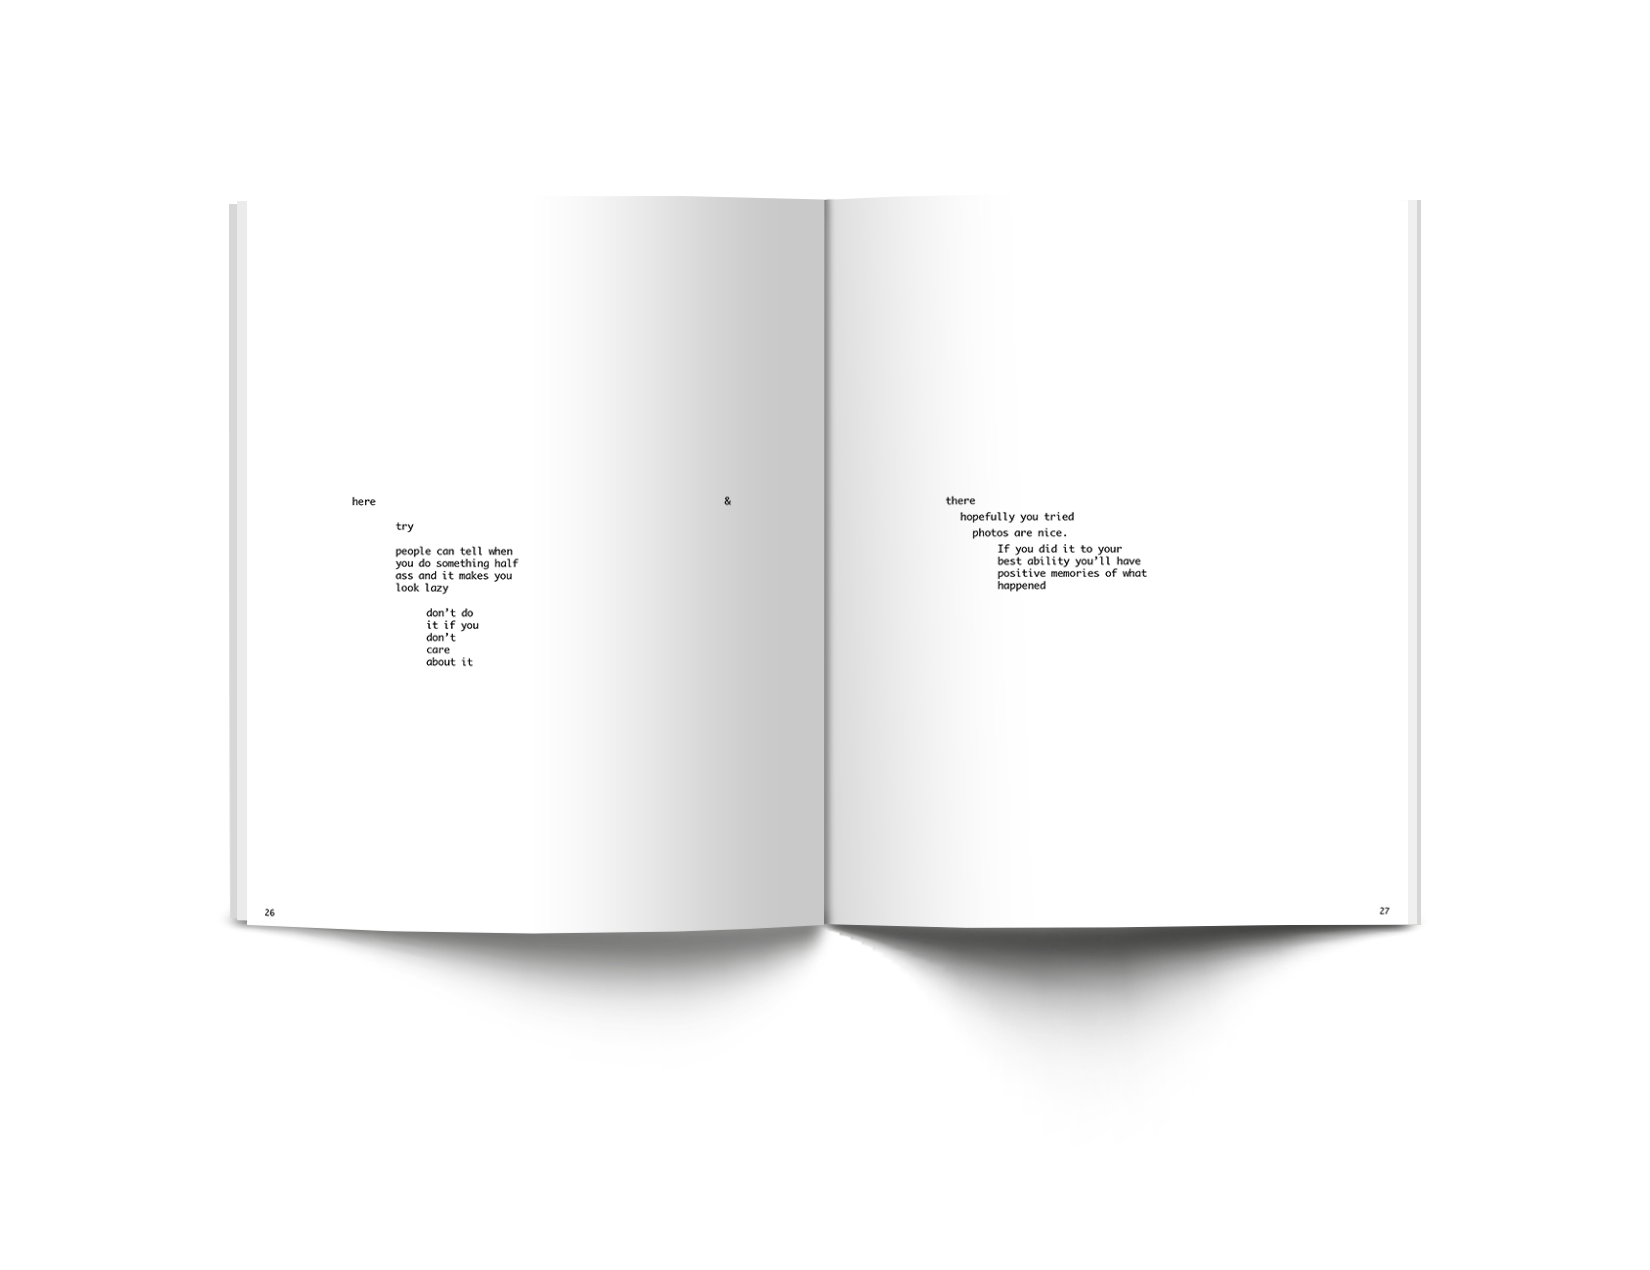 here
&
try
people can tell when
you do something half
ass and it makes you
look lazy
don’t do
it if you
don’t
care
about it
26
there
hopefully you tried
photos are nice.
If you did it to your
best ability you’ll have
positive memories of what
happened
27